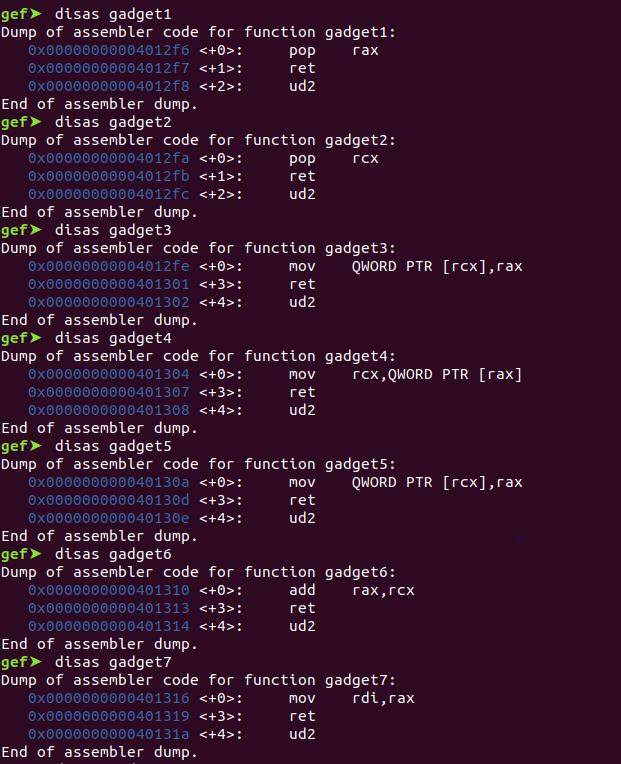 gef➤ disas gadget1
Dump of assembler code for function gadget1:
   0x00000000004012f6 <+0>:     pop    rax
   0x00000000004012f7 <+1>:     ret
   0x00000000004012f8 <+2>:     ud2
End of assembler dump.
gef➤ disas gadget2
Dump of assembler code for function gadget2:
   0x00000000004012fa <+0>:     pop    rcx
   0x00000000004012fb <+1>:     ret
   0x00000000004012fc <+2>:     ud2
End of assembler dump.
gef➤ disas gadget3
Dump of assembler code for function gadget3:
   0x00000000004012fe <+0>:     mov    QWORD PTR [rcx],rax
   0x0000000000401301 <+3>:     ret
   0x0000000000401302 <+4>:     ud2
End of assembler dump.
gef➤ disas gadget4
Dump of assembler code for function gadget4:
   0x0000000000401304 <+0>:     mov    rcx,QWORD PTR [rax]
   0x0000000000401307 <+3>:     ret
   0x0000000000401308 <+4>:     ud2
End of assembler dump.
gef➤ disas gadget5
Dump of assembler code for function gadget5:
   0x000000000040130a <+0>:     mov    QWORD PTR [rcx],rax
   0x000000000040130d <+3>:     ret
   0x000000000040130e <+4>:     ud2
End of assembler dump.
gef➤ disas gadget6
Dump of assembler code for function gadget6:
   0x0000000000401310 <+0>:     add    rax,rcx
   0x0000000000401313 <+3>:     ret
   0x0000000000401314 <+4>:     ud2
End of assembler dump.
gef➤ disas gadget7
Dump of assembler code for function gadget7:
   0x0000000000401316 <+0>:     mov    rdi,rax
   0x0000000000401319 <+3>:     ret
   0x000000000040131a <+4>:     ud2
End of assembler dump.